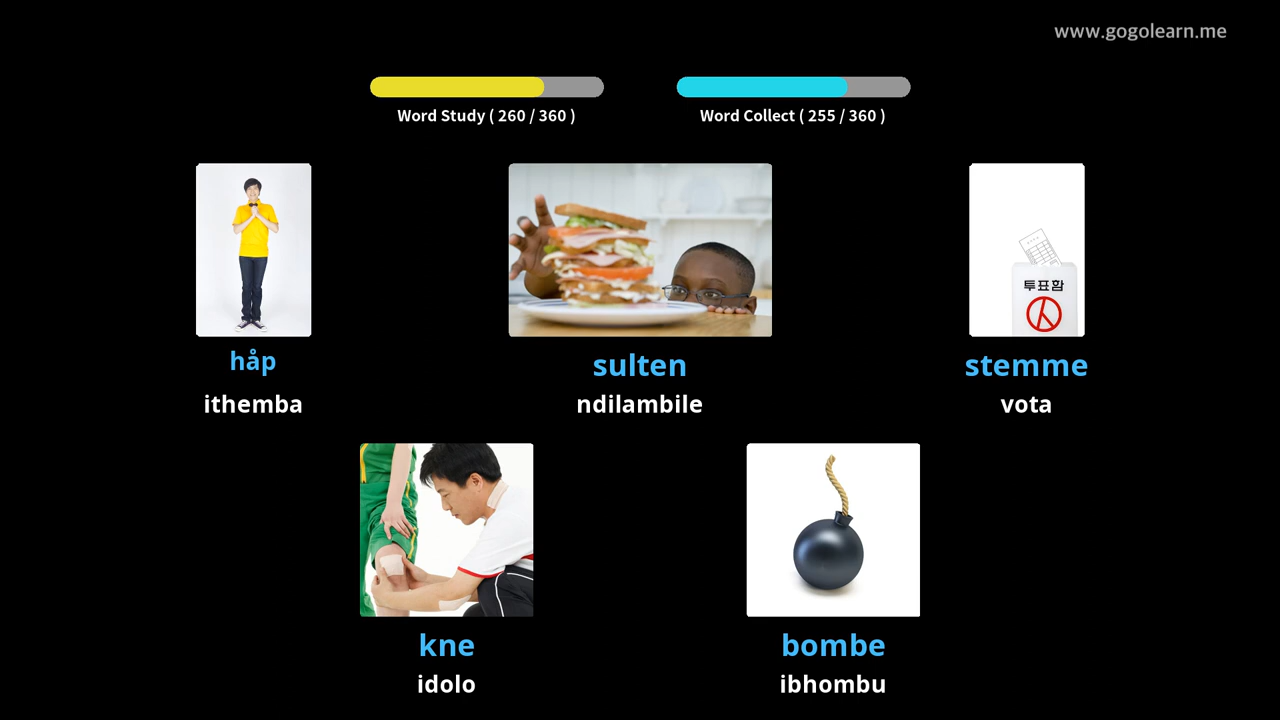 www.gogolearn.me
Word Study ( 260 / 360 )
Word Collect ( 255 / 360 )
투표함
håp
sulten
stemme
ithemba
ndilambile
vota
kne
bombe
idolo
ibhombu